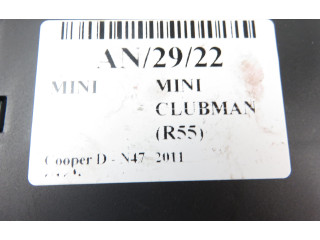 AN/29/22
MINI MINI
CLUBMAN
(R55)
Cooper D - N47 2011